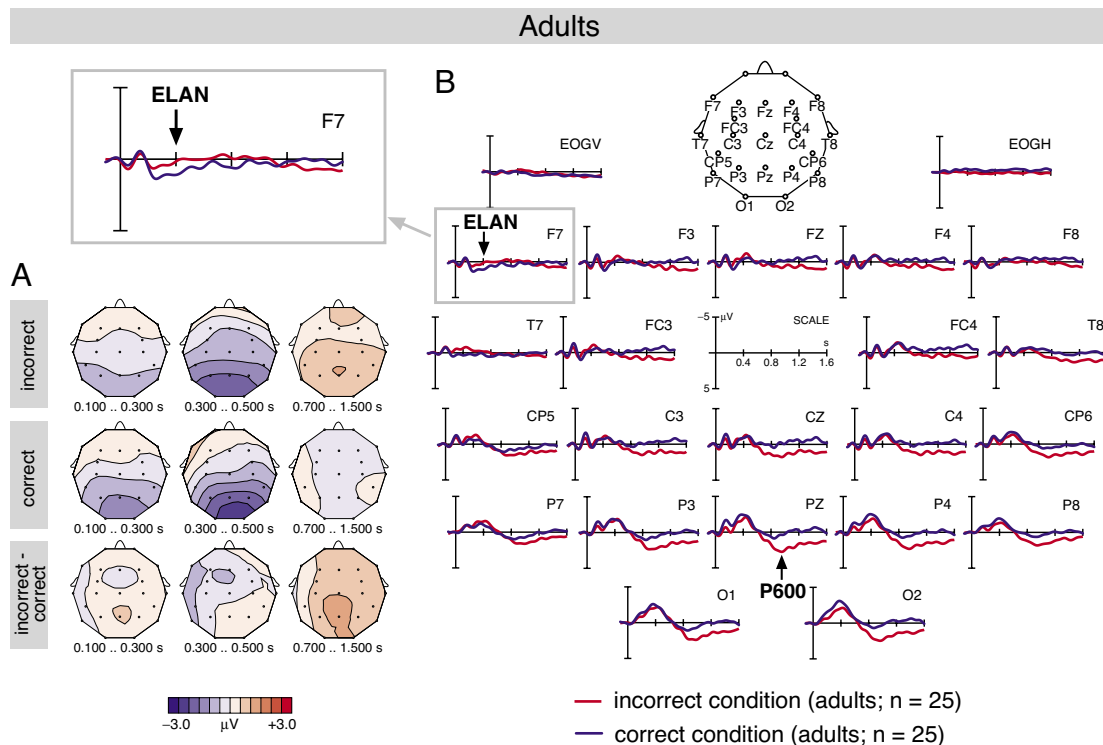 Adults
ELAN
F7
B
EOGV
EOGH
F7 F3 Fz F4 F8
FC3 FC4
T7 C3 Cz C4 T8
CP5 CP6
P7 P3 Pz P4 P8
O1 O2
ELAN
F7 F3 FZ F4 F8
A
incorrect
0.100 .. 0.300 s 0.300 .. 0.500 s 0.700 .. 1.500 s
T7 FC3 FC4 T8
−5 µV SCALE
s
0.4 0.8 1.2 1.6
5
correct
0.100 .. 0.300 s 0.300 .. 0.500 s 0.700 .. 1.500 s
CP5 C3 CZ C4 CP6
P7 P3 PZ P4 P8
P600
incorrect -
correct
0.100 .. 0.300 s 0.300 .. 0.500 s 0.700 .. 1.500 s
O1 O2
−3.0 µV +3.0
incorrect condition (adults; n = 25)
correct condition (adults; n = 25)